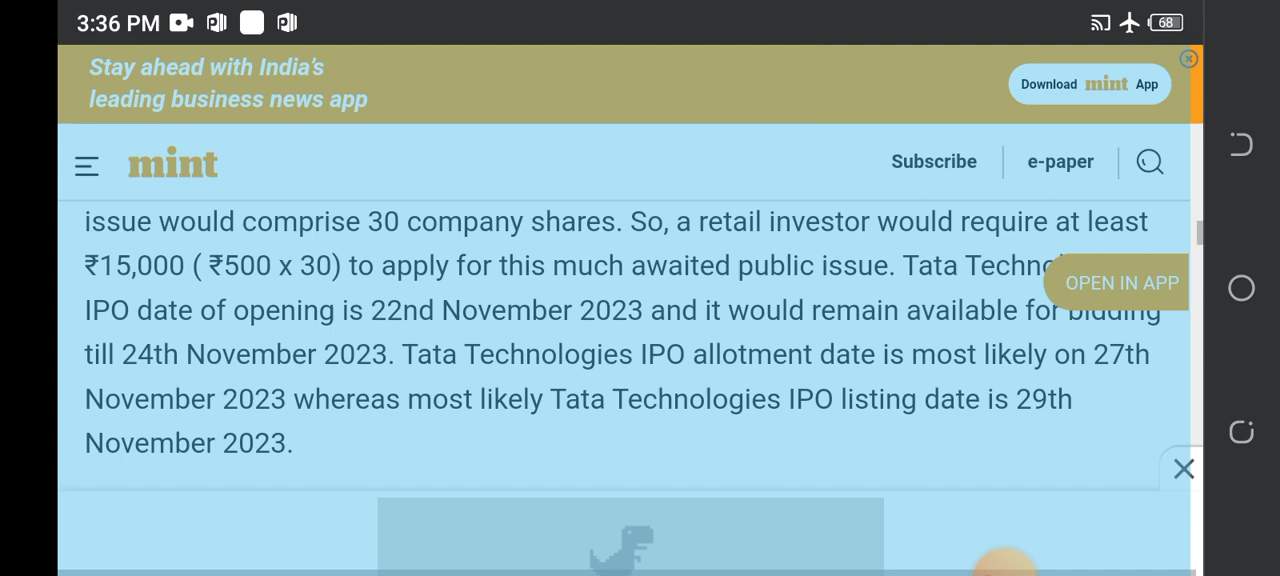 3:36 PM
68
Stay ahead with India's
leading business news app
Download mint App
mint
Subscribe
e-paper
issue would comprise 30 company shares. So, a retail investor would require at least
₹15,000 ( ₹500 x 30) to apply for this much awaited public issue. Tata
OPEN IN APP
IPO date of opening is 22nd November 2023 and it would remain available for bidding
till 24th November 2023. Tata Technologies IPO allotment date is most likely on 27th
November 2023 whereas most likely Tata Technologies IPO listing date is 29th
November 2023.